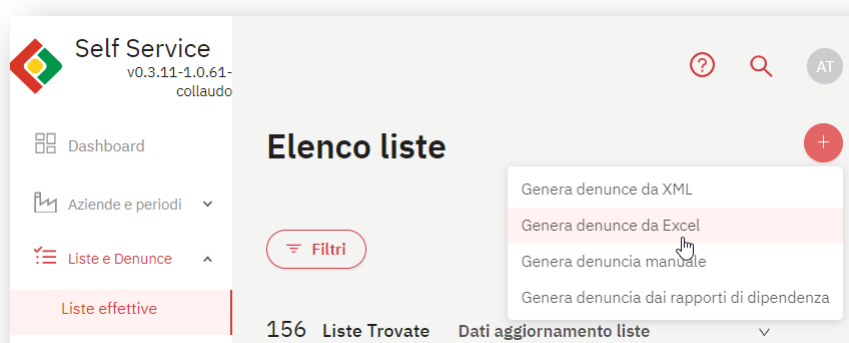 Self Service
v0.3.11-1.0.61-
collaudo
AT
Dashboard
Elenco liste
+
Genera denunce da XML
Aziende e periodi
Genera denunce da Excel
Filtri
Liste e Denunce
Genera denuncia manuale
Liste effettive
Genera denuncia dai rapporti di dipendenza
156 Liste Trovate Dati aggiornamento liste